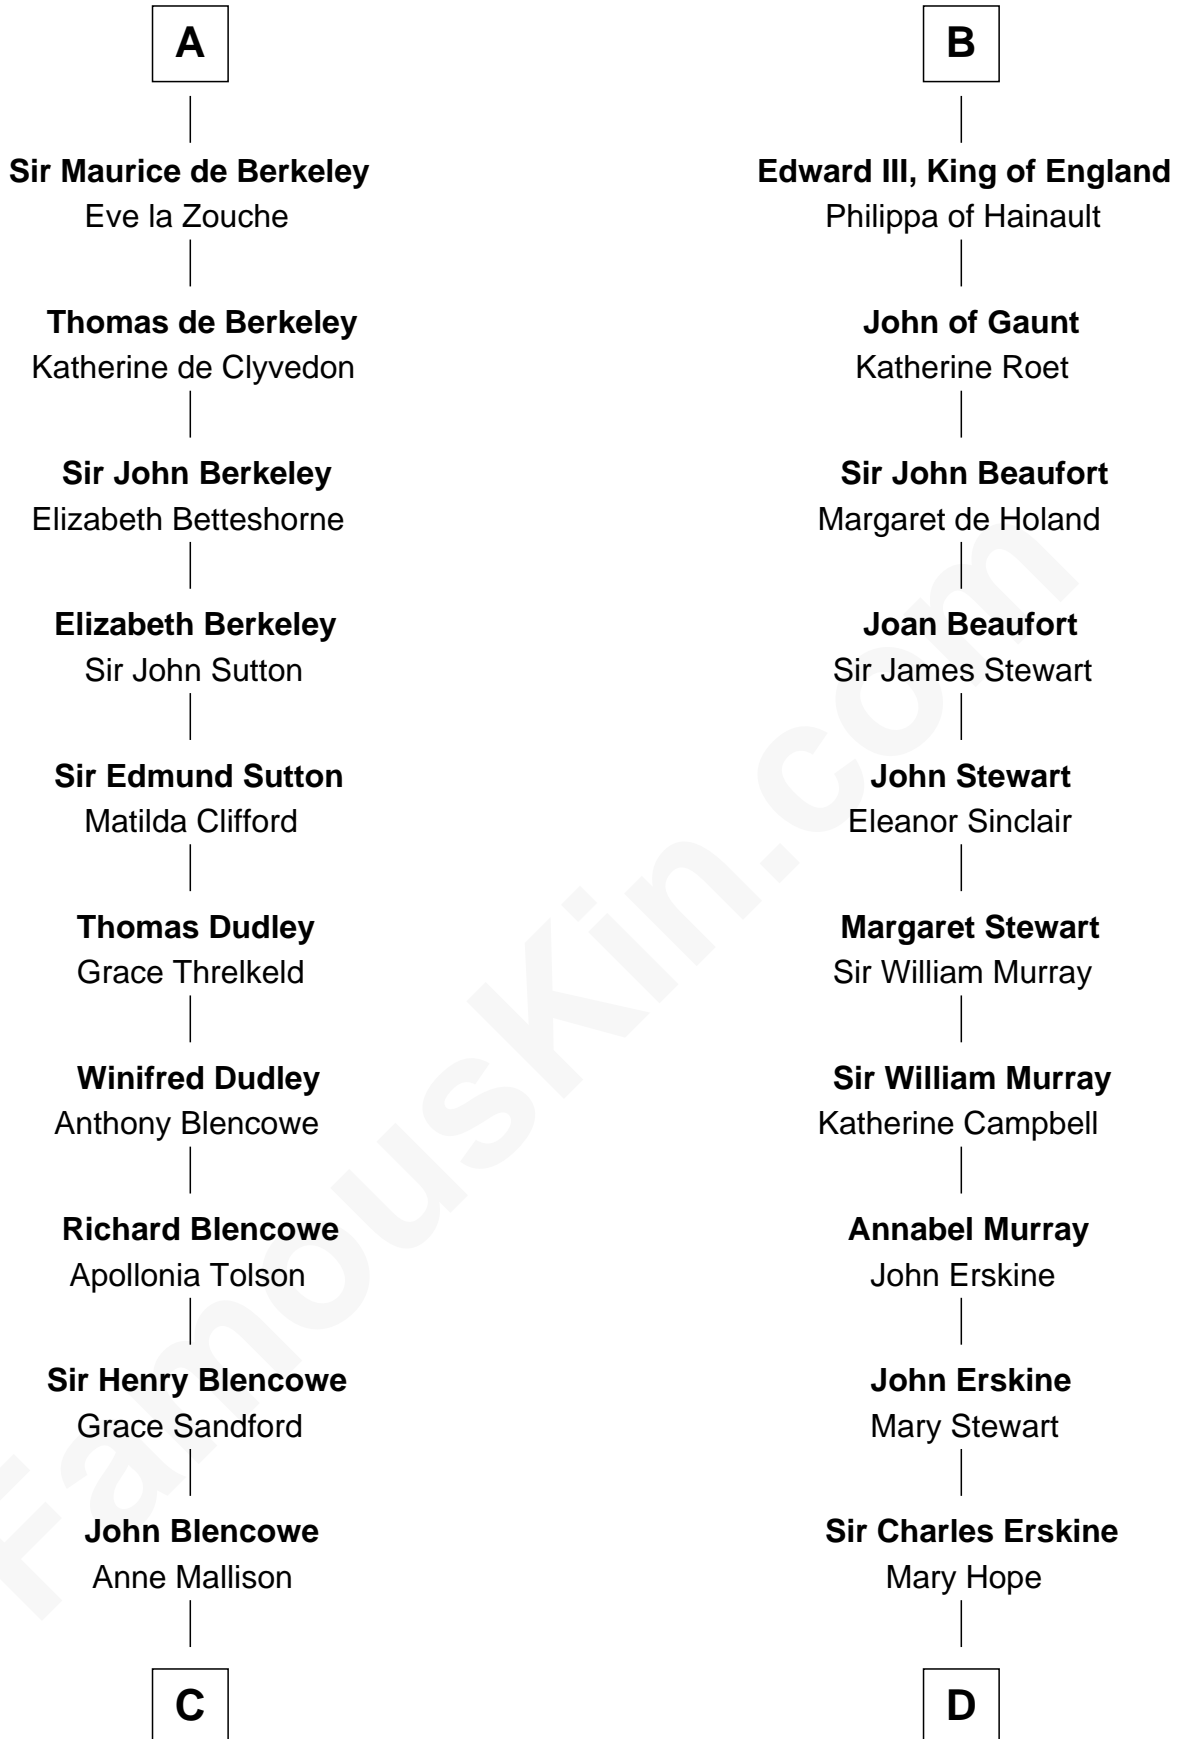 A
Sir Maurice de Berkeley
Eve la Zouche
Thomas de Berkeley
Katherine de Clyvedon
Sir John Berkeley
Elizabeth Betteshorne
Elizabeth Berkeley
Sir John Sutton
Sir Edmund Sutton
Matilda Clifford
Thomas Dudley
Grace Threlkeld
Winifred Dudley
Anthony Blencowe
Richard Blencowe
Apollonia Tolson
Sir Henry Blencowe
Grace Sandford
John Blencowe
Anne Mallison
C
B
Edward III, King of England
Philippa of Hainault
John of Gaunt
Katherine Roet
Sir John Beaufort
Margaret de Holand
Joan Beaufort
Sir James Stewart
John Stewart
Eleanor Sinclair
Margaret Stewart
Sir William Murray
Sir William Murray
Katherine Campbell
Annabel Murray
John Erskine
John Erskine
Mary Stewart
Sir Charles Erskine
Mary Hope
D
FamousKin.com